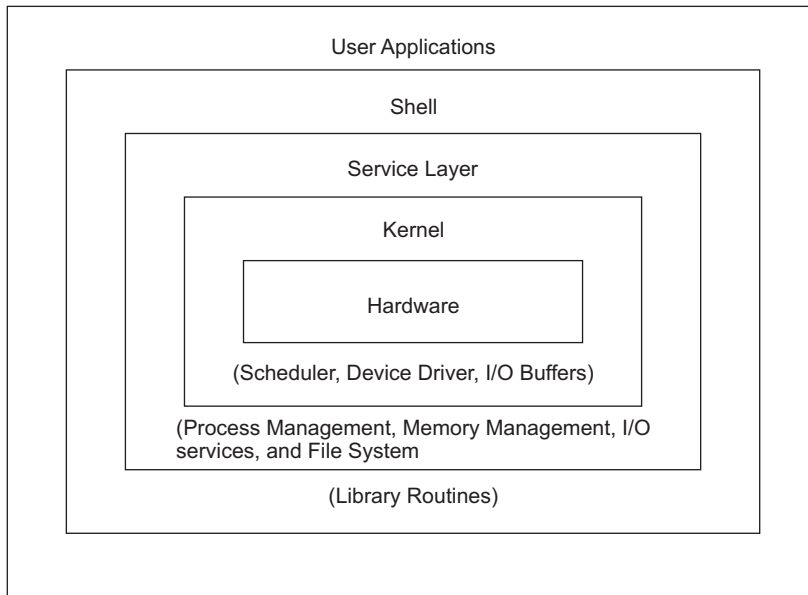 User Applications
Shell
Service Layer
Kernel
Hardware
(Scheduler, Device Driver, I/O Buffers)
(Process Management, Memory Management, I/O
services, and File System
(Library Routines)